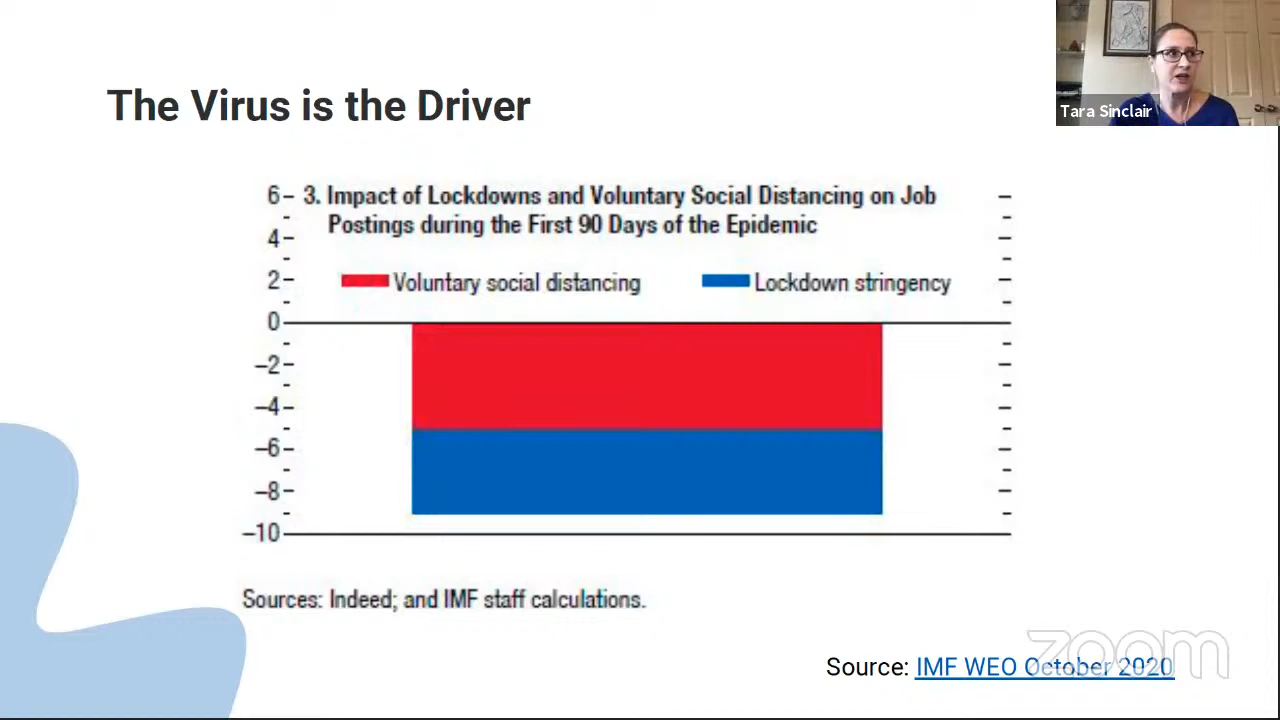 The Virus is the Driver
Tara Sinclair
3. Impact of Lockdowns and Voluntary Social Distancing on Job
Postings during the First 90 Days of the Epidemic
Voluntary social distancing
Lockdown stringency
6
4
2
0
–2
–4
–6
–8
–10
Sources: Indeed; and IMF staff calculations.
Source: IMF WEO October 2020
zoom